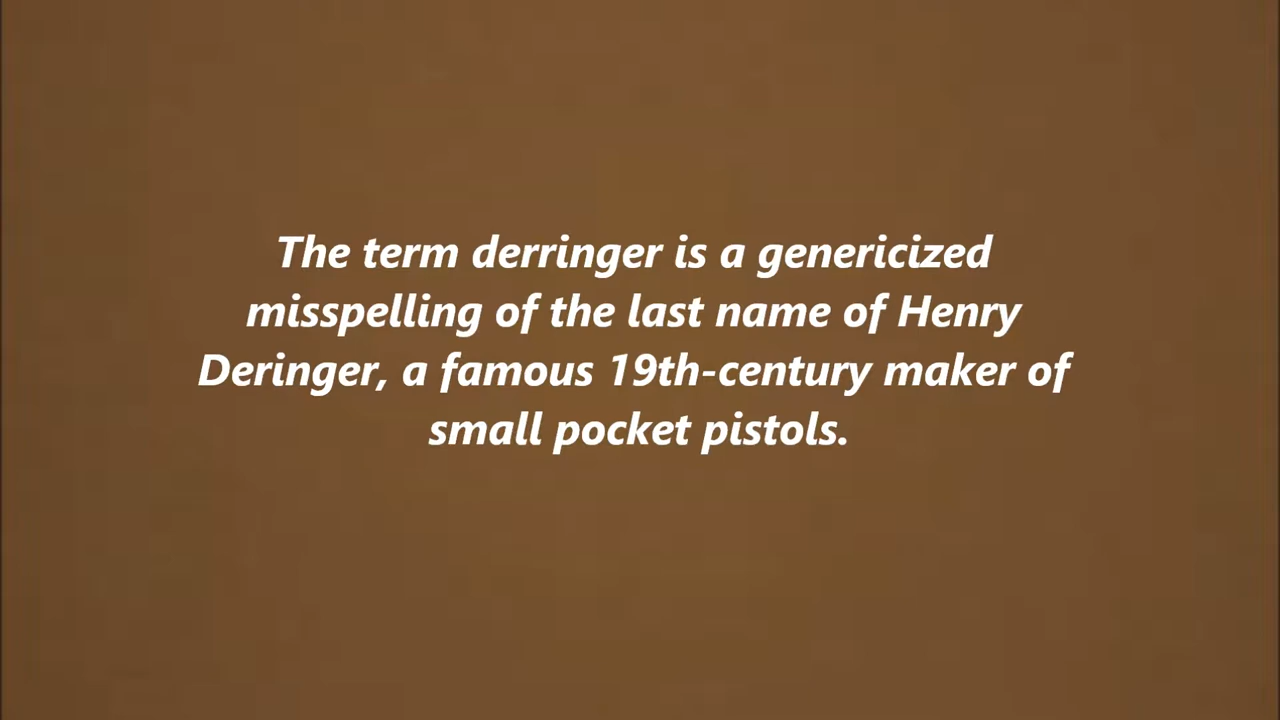 The term derringer is a genericized
misspelling of the last name of Henry
Deringer, a famous 19th-century maker of
small pocket pistols.